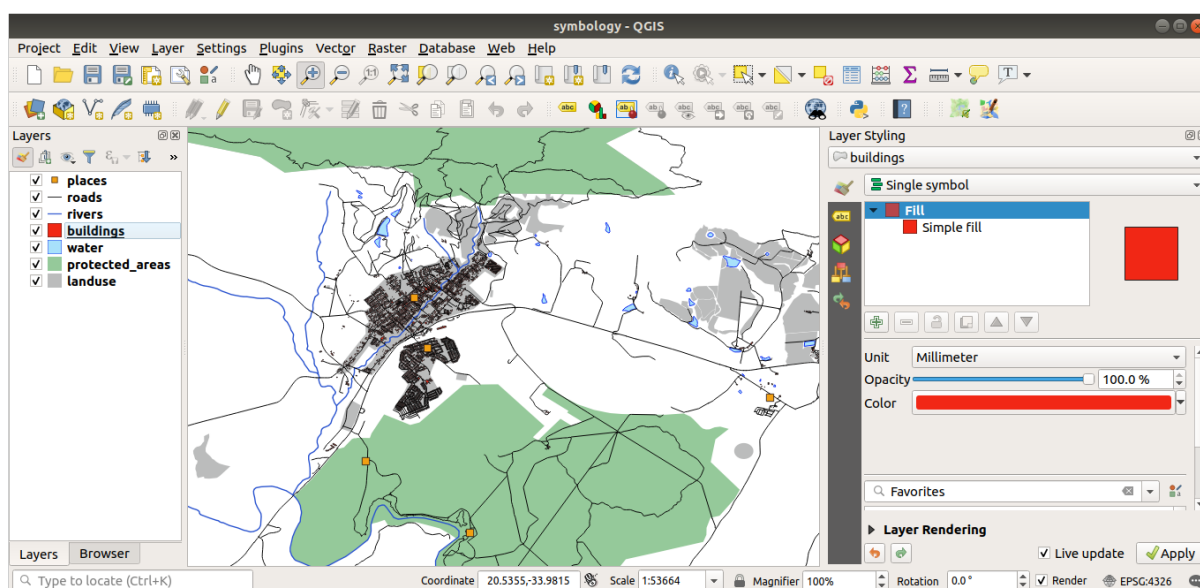 symbology - QGIS
Project Edit View Layer Settings Plugins Vector Raster Database Web Help
Layers
places
roads
rivers
buildings
water
protected_areas
landuse
Layers Browser
Layer Styling
buildings
Single symbol
Fill
Simple fill
Unit Millimeter
Opacity 100.0 %
Color
Favorites
Layer Rendering
Live update Apply
Type to locate (Ctrl+K) Coordinate 20.5355,-33.9815 Scale 1:53664 Magnifier 100% Rotation 0.0° Render EPSG:4326